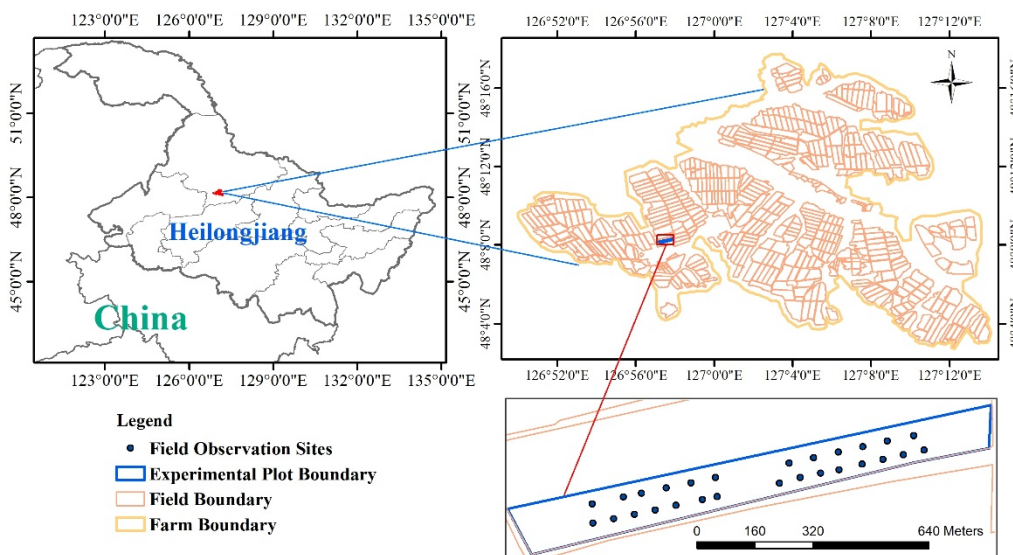 123°0'0"E 126°0'0"E 129°0'0"E 132°0'0"E 135°0'0"E
51°0'0"N
48°0'0"N
45°0'0"N
51°0'0"N
48°0'0"N
45°0'0"N
Heilongjiang
China
123°0'0"E 126°0'0"E 129°0'0"E 132°0'0"E 135°0'0"E
126°52'0"E 126°56'0"E 127°0'0"E 127°4'0"E 127°8'0"E 127°12'0"E
48°16'0"N
48°12'0"N
48°8'0"N
48°4'0"N
N
126°52'0"E 126°56'0"E 127°0'0"E 127°4'0"E 127°8'0"E 127°12'0"E
Legend
Field Observation Sites
Experimental Plot Boundary
Field Boundary
Farm Boundary
0 160 320 640 Meters